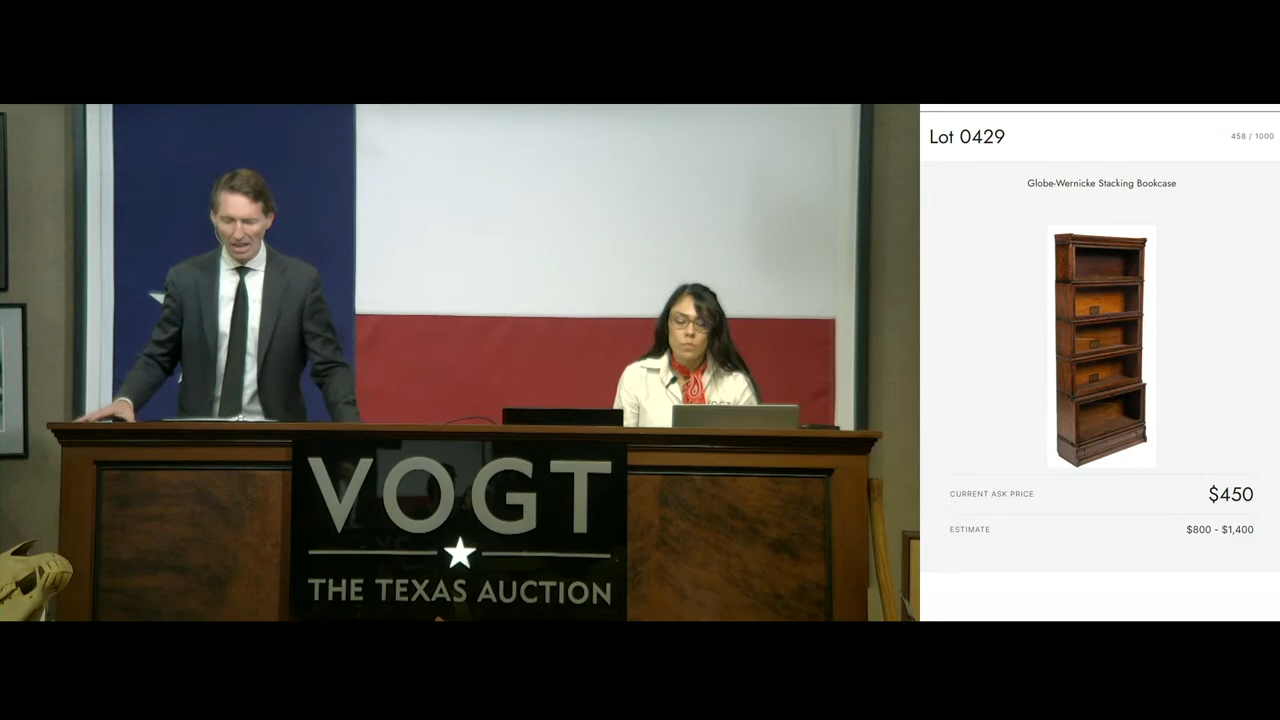 Lot 0429
458 / 1000
Globe-Wernicke Stacking Bookcase
CURRENT ASK PRICE
$450
ESTIMATE
$800 - $1,400
VOGT
THE TEXAS AUCTION